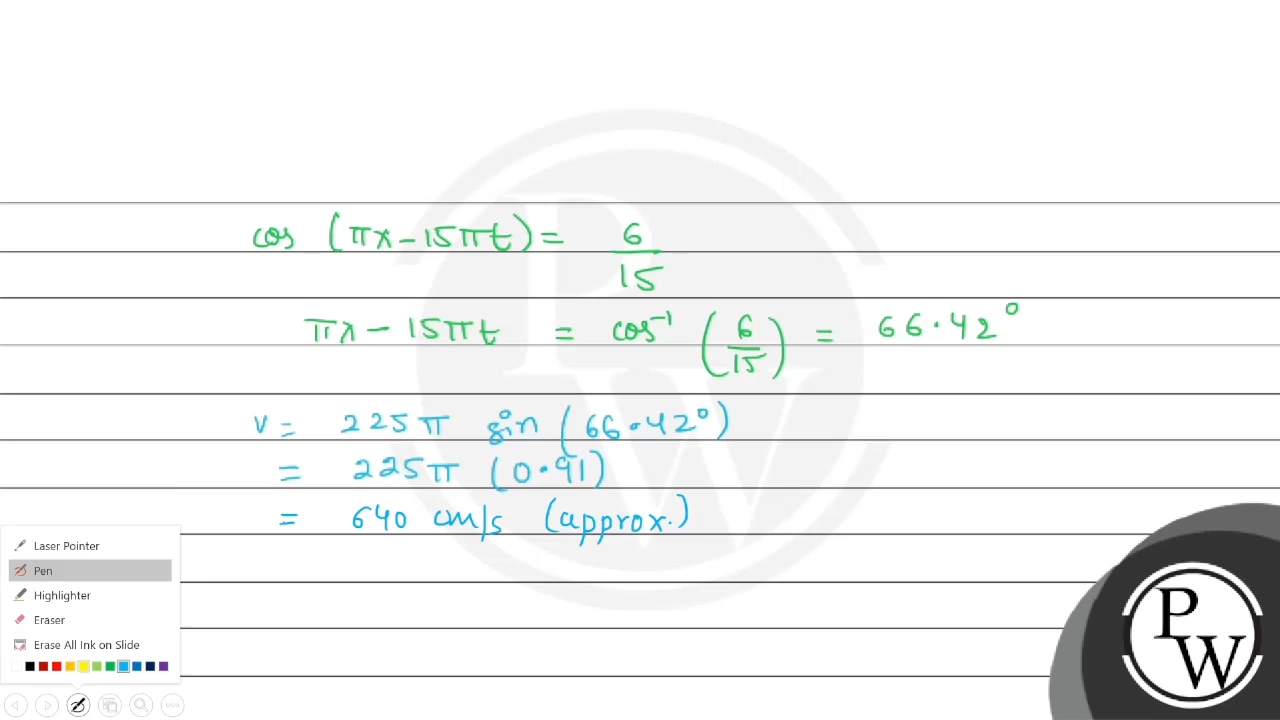 cos (πx - 15πt) = 6/15
πx - 15πt = cos⁻¹ (6/15) = 66.42°
v = 225π sin (66.42°)
= 225π (0.91)
= 640 cm/s (approx.)
Laser Pointer
Pen
Highlighter
Eraser
Erase All Ink on Slide
P
W